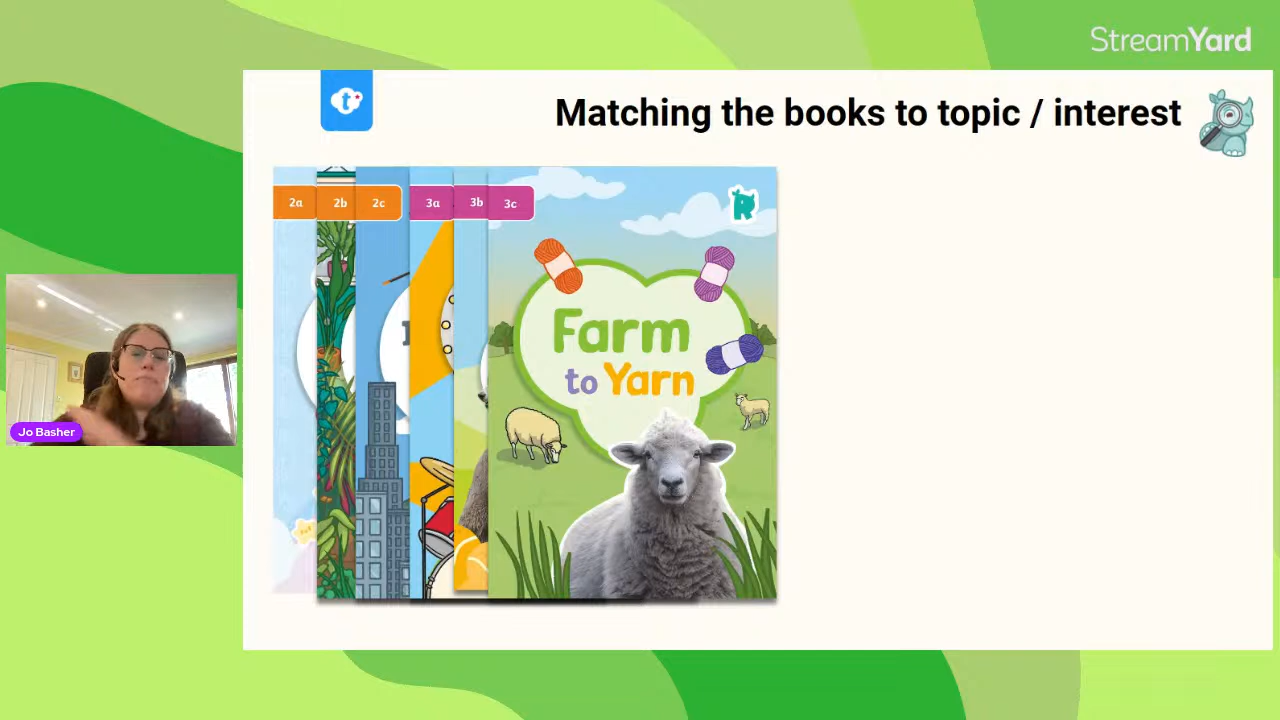 StreamYard
Matching the books to topic / interest
2a
2b
2c
3a
3b
3c
Farm
to Yarn
Jo Basher